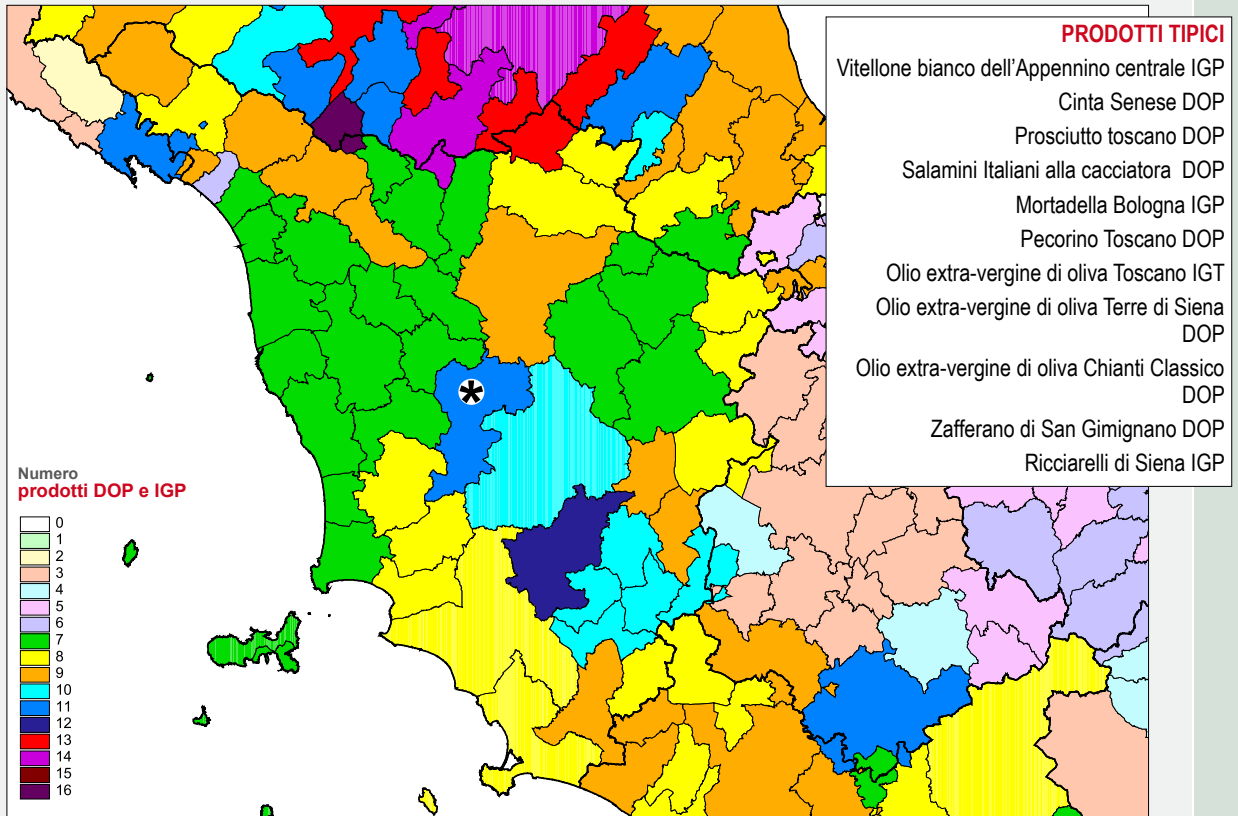 PRODOTTI TIPICI
Vitellone bianco dell'Appennino centrale IGP
Cinta Senese DOP
Prosciutto toscano DOP
Salamini Italiani alla cacciatora DOP
Mortadella Bologna IGP
Pecorino Toscano DOP
Olio extra-vergine di oliva Toscano IGT
Olio extra-vergine di oliva Terre di Siena
DOP
Olio extra-vergine di oliva Chianti Classico
DOP
Zafferano di San Gimignano DOP
Ricciarelli di Siena IGP
*
Numero
prodotti DOP e IGP
0
1
2
3
4
5
6
7
8
9
10
11
12
13
14
15
16